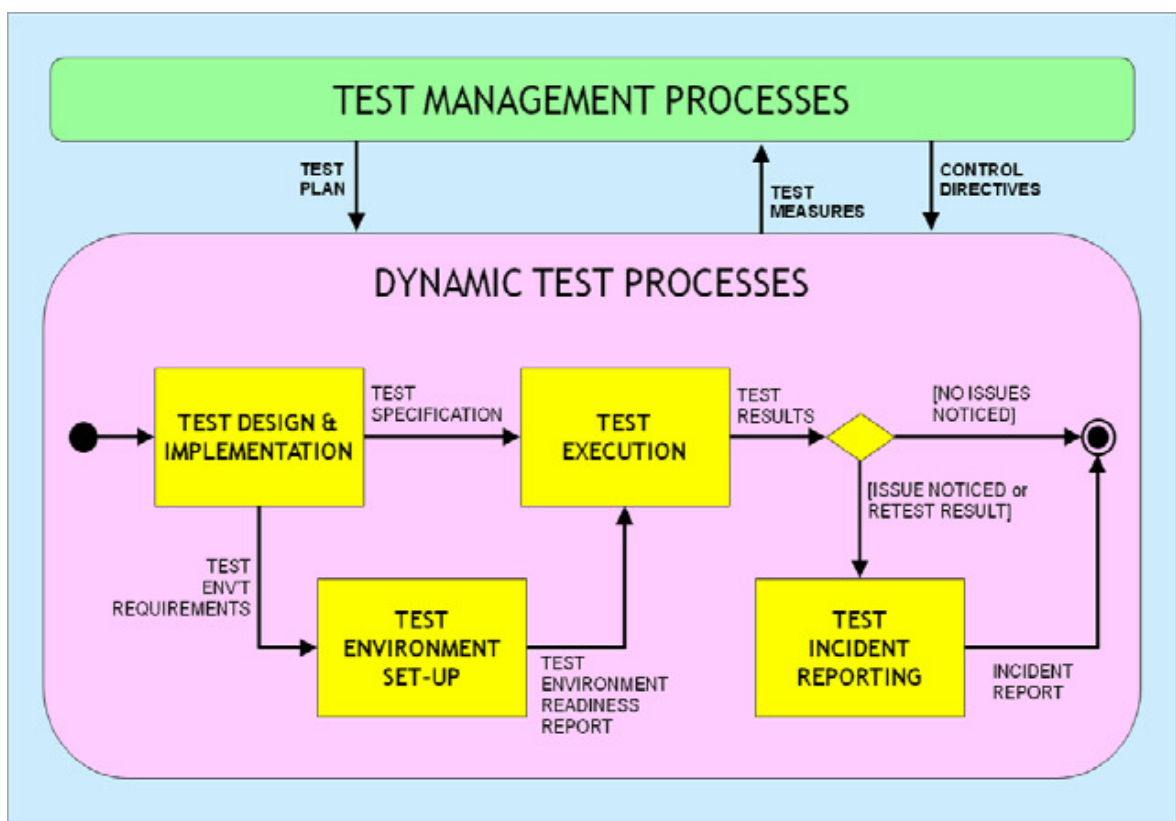 TEST MANAGEMENT PROCESSES
TEST
PLAN
TEST
MEASURES
CONTROL
DIRECTIVES
DYNAMIC TEST PROCESSES
TEST DESIGN &
IMPLEMENTATION
TEST
SPECIFICATION
TEST
EXECUTION
TEST
RESULTS
[NO ISSUES
NOTICED]
[ISSUE NOTICED or
RETEST RESULT]
TEST
ENV'T
REQUIREMENTS
TEST
ENVIRONMENT
SET-UP
TEST
ENVIRONMENT
READINESS
REPORT
TEST
INCIDENT
REPORTING
INCIDENT
REPORT